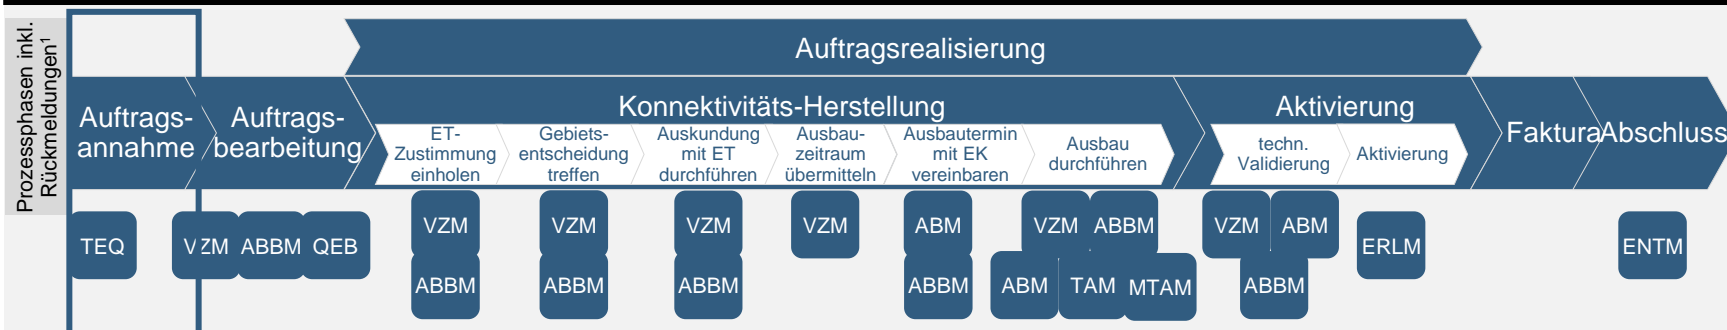 Prozessphasen inkl.
Rückmeldungen¹
Auftragsrealisierung
Auftrags-
annahme
Auftrags-
bearbeitung
Konnektivitäts-Herstellung
ET-
Zustimmung
einholen
Gebiets-
entscheidung
treffen
Auskundung
mit ET
durchführen
Ausbau-
zeitraum
übermitteln
Ausbautermin
mit EK
vereinbaren
Ausbau
durchführen
Aktivierung
techn.
Validierung
Aktivierung
Faktura
Abschluss
TEQ
VZM
ABBM
QEB
VZM
ABBM
VZM
ABBM
VZM
ABBM
VZM
ABM
ABBM
VZM
ABBM
ABM
TAM
MTAM
VZM
ABM
ABBM
ERLM
ENTM